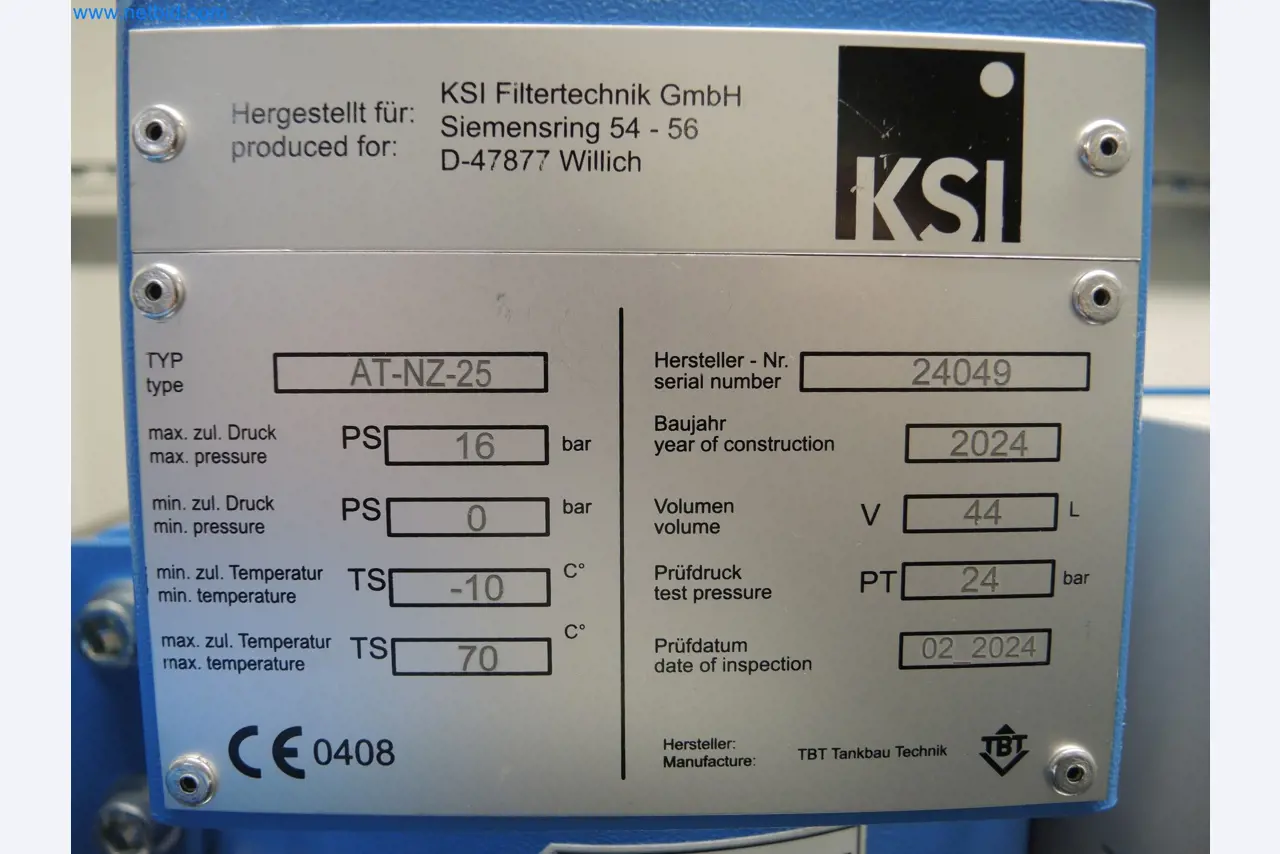 Hergestellt für:
produced for:
KSI Filtertechnik GmbH
Siemensring 54 - 56
D-47877 Willich
KSI
TYP
type
AT-NZ-25
max. zul. Druck
max. pressure
PS 16 bar
min. zul. Druck
min. pressure
PS 0 bar
min. zul. Temperatur
min. temperature
TS -10 C°
max. zul. Temperatur
max. temperature
TS 70 C°
CE 0408
Hersteller - Nr.
serial number
24049
Baujahr
year of construction
2024
Volumen
volume
V 44 L
Prüfdruck
test pressure
PT 24 bar
Prüfdatum
date of inspection
02_2024
Hersteller:
Manufacture:
TBT Tankbau Technik
TBT